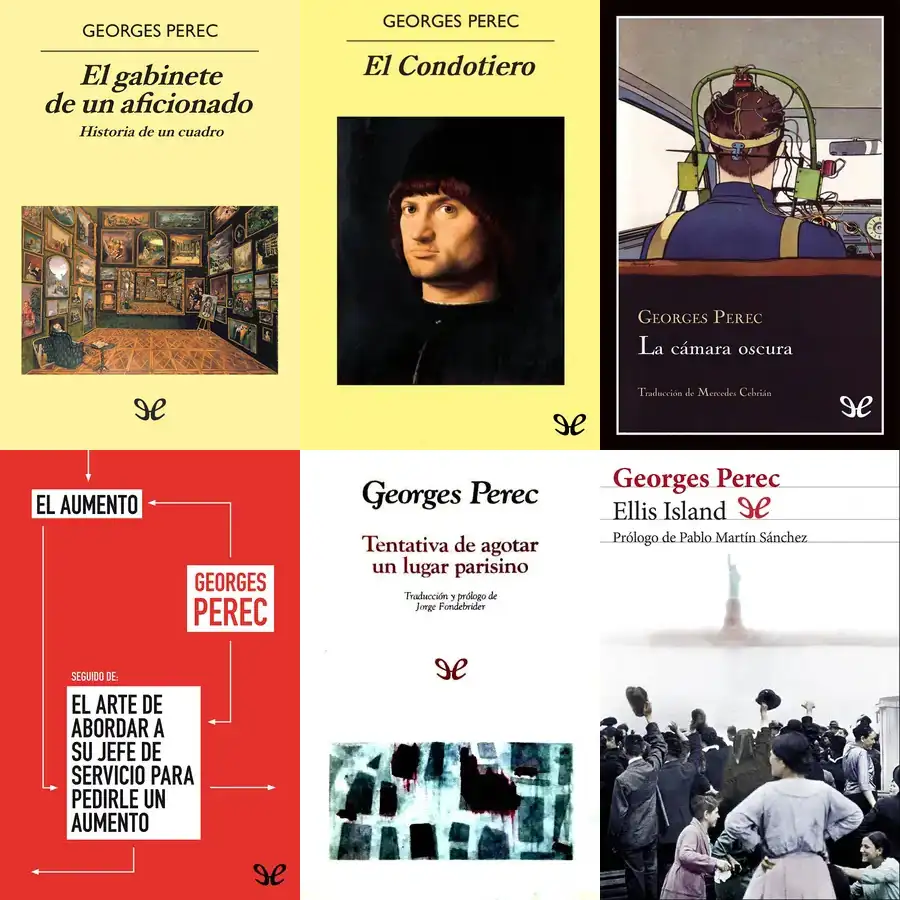 GEORGES PEREC
El gabinete
de un aficionado
Historia de un cuadro
GEORGES PEREC
El Condotiero
GEORGES PEREC
La cámara oscura
Traducción de Mercedes Cebrián
EL AUMENTO
GEORGES
PEREC
SEGUIDO DE:
EL ARTE DE
ABORDAR A
SU JEFE DE
SERVICIO PARA
PEDIRLE UN
AUMENTO
Georges Perec
Tentativa de agotar
un lugar parisino
Traducción y prólogo de
Jorge Fondebrider
Georges Perec
Ellis Island
Prólogo de Pablo Martín Sánchez